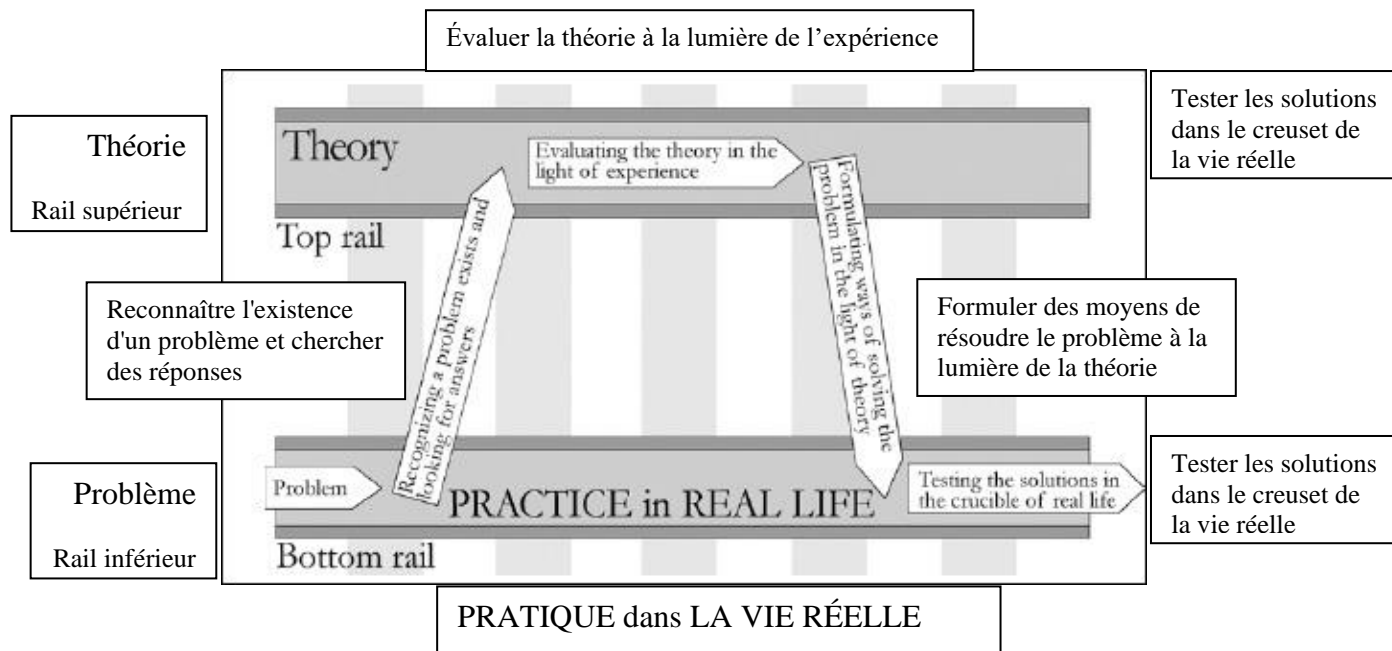 Évaluer la théorie à la lumière de l’expérience
Théorie
Rail supérieur
Tester les solutions
dans le creuset de
la vie réelle
Theory
Evaluating the theory in the
light of experience
Top rail
Recognizing a problem exists and
looking for answers
Formulating ways of solving the
problem in the light of theory
Reconnaître l'existence
d'un problème et chercher
des réponses
Formuler des moyens de
résoudre le problème à la
lumière de la théorie
Problème
Rail inférieur
Problem
PRACTICE in REAL LIFE
Testing the solutions in
the crucible of real life
Bottom rail
Tester les solutions
dans le creuset de
la vie réelle
PRATIQUE dans LA VIE RÉELLE